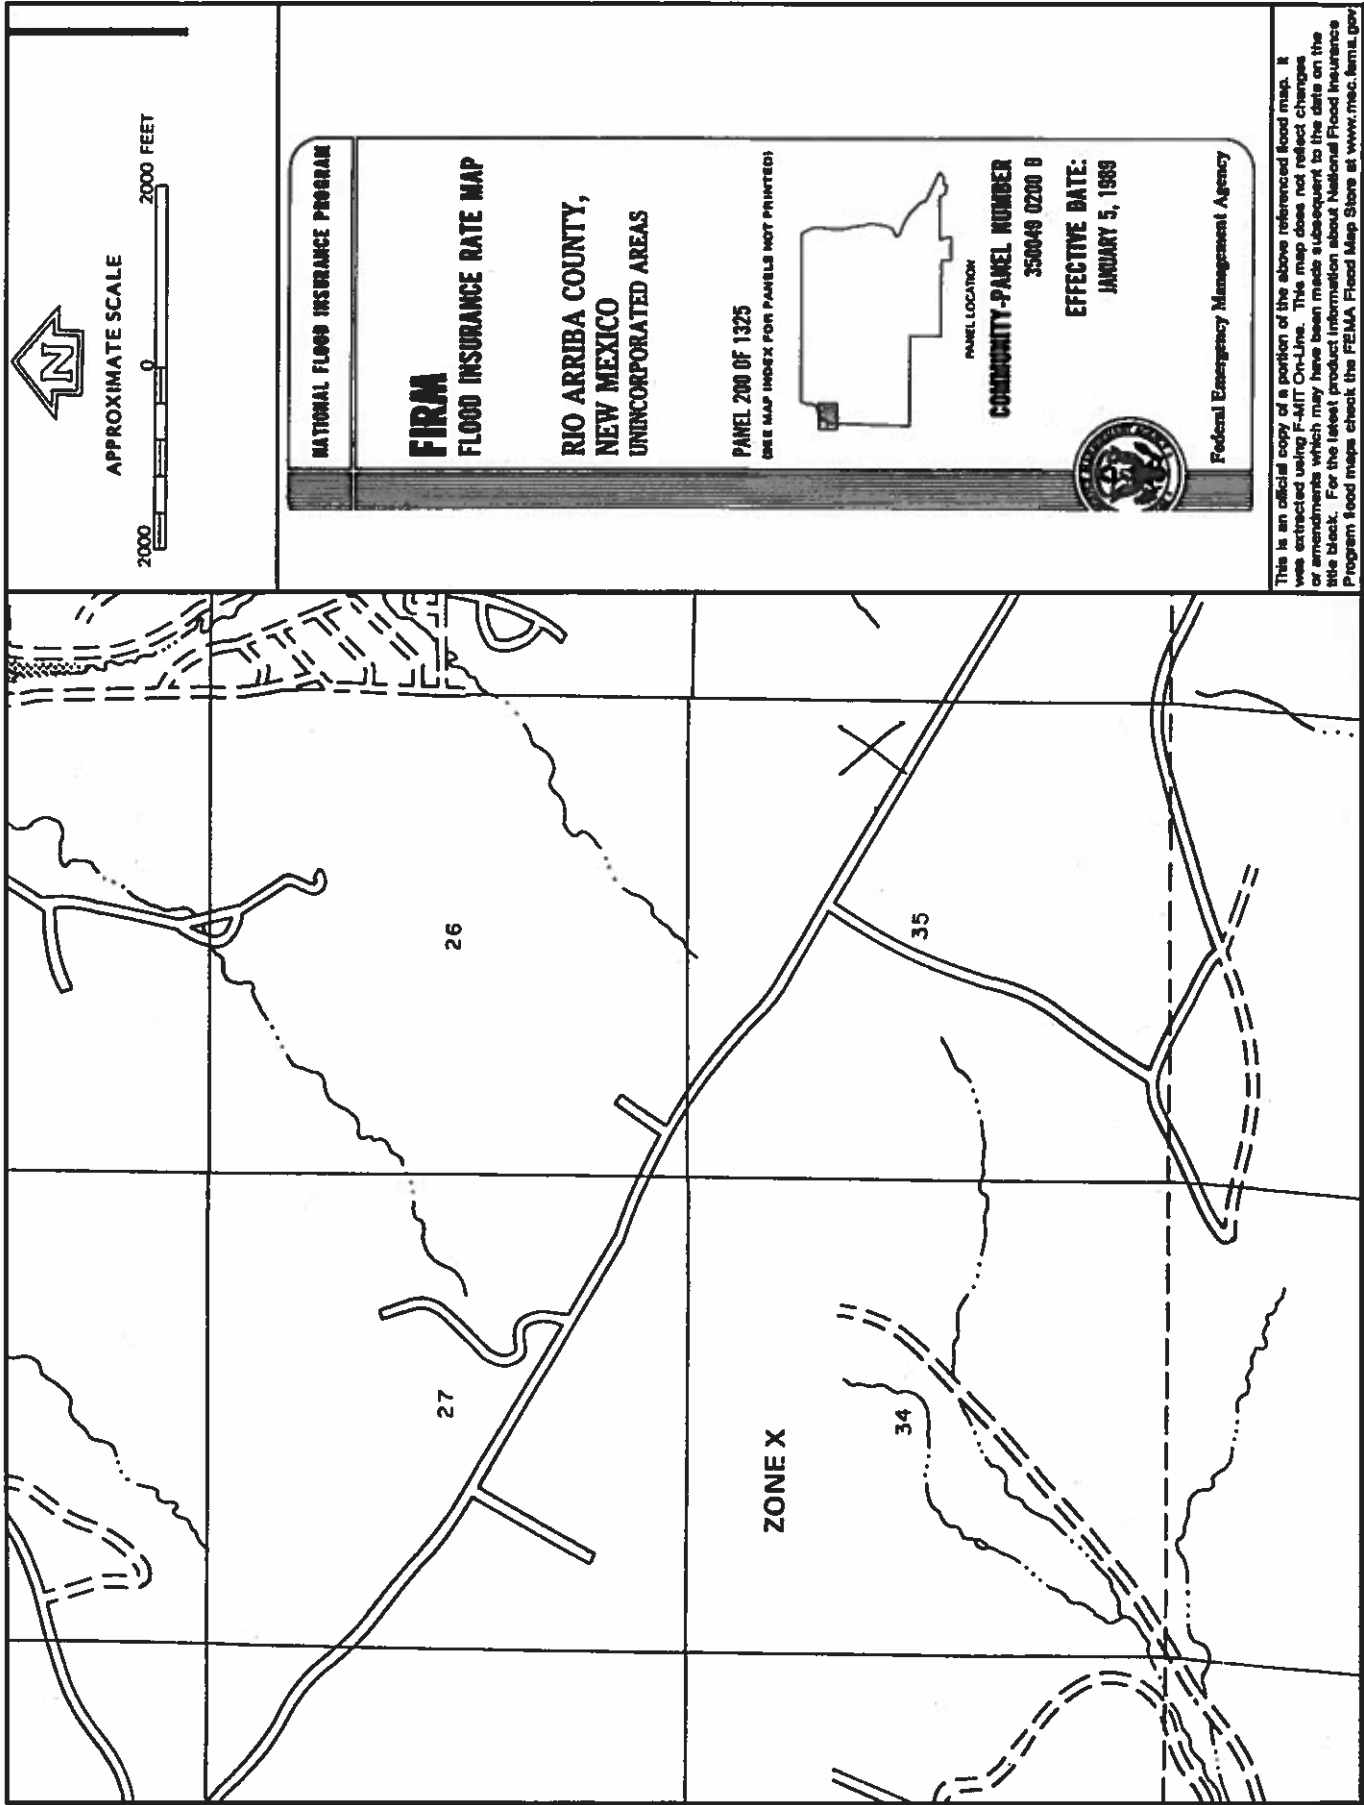 N
APPROXIMATE SCALE
2000 0 2000 FEET
NATIONAL FLOOD INSURANCE PROGRAM
FIRM
FLOOD INSURANCE RATE MAP
RIO ARRIBA COUNTY,
NEW MEXICO
UNINCORPORATED AREAS
PANEL 200 OF 1325
(SEE MAP INDEX FOR PANELS NOT PRINTED)
PANEL LOCATION
COMMUNITY-PANEL NUMBER
350049 0200 B
EFFECTIVE DATE:
JANUARY 5, 1989
Federal Emergency Management Agency
This is an official copy of a portion of the above referenced flood map. It
was extracted using F-MIT On-Line. This map does not reflect changes
or amendments which may have been made subsequent to the date on the
title block. For the latest product information about National Flood Insurance
Program flood maps check the FEMA Flood Map Store at www.msc.fema.gov
26
27
35
34
ZONE X